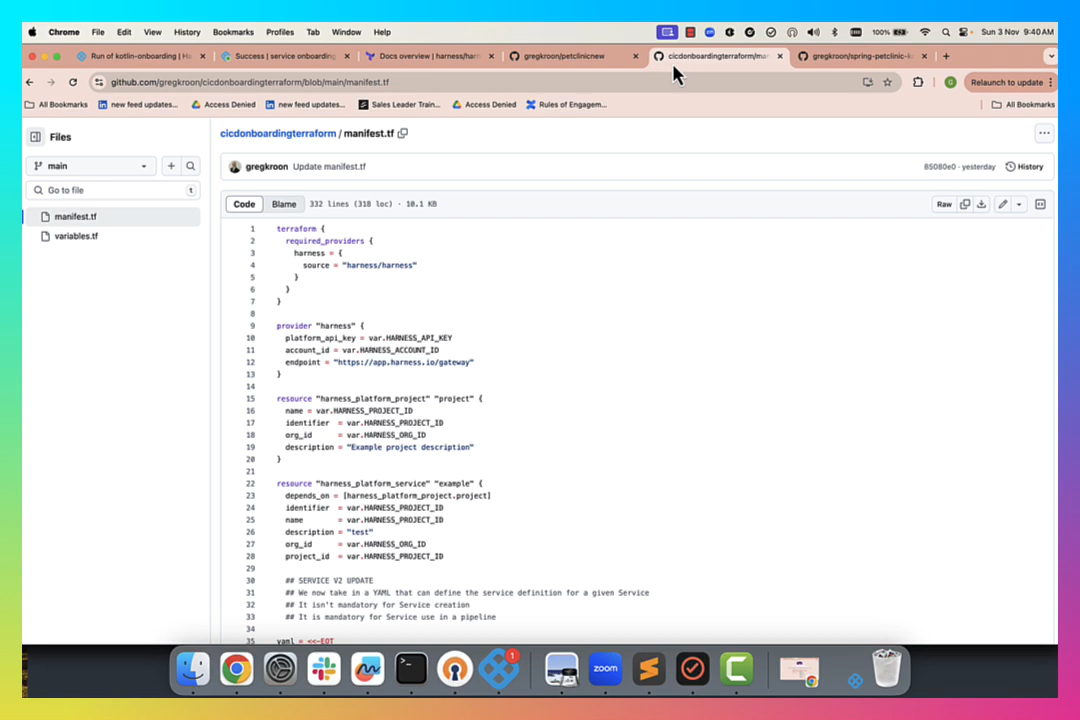 Chrome File Edit View History Bookmarks Profiles Tab Window Help 100% Sun 3 Nov 9:40 AM
Run of kotlin-onboarding | Ha Success | service onboarding Docs overview | harness/harn gregkroon/petclinicnew cicdonboardingterraform/man gregkroon/spring-petclinic-k
github.com/gregkroon/cicdonboardingterraform/blob/main/manifest.tf G Relaunch to update
All Bookmarks new feed updates... Access Denied new feed updates... Sales Leader Train... Access Denied Rules of Engagem... All Bookmarks
Files
cicdonboardingterraform / manifest.tf
main
gregkroon Update manifest.tf 85080e0 · yesterday History
Go to file t
Code Blame 332 lines (318 loc) · 10.1 KB Raw
manifest.tf
variables.tf
1 terraform {
2 required_providers {
3 harness = {
4 source = "harness/harness"
5 }
6 }
7 }
8
9 provider "harness" {
10 platform_api_key = var.HARNESS_API_KEY
11 account_id = var.HARNESS_ACCOUNT_ID
12 endpoint = "https://app.harness.io/gateway"
13 }
14
15 resource "harness_platform_project" "project" {
16 name = var.HARNESS_PROJECT_ID
17 identifier = var.HARNESS_PROJECT_ID
18 org_id = var.HARNESS_ORG_ID
19 description = "Example project description"
20 }
21
22 resource "harness_platform_service" "example" {
23 depends_on = [harness_platform_project.project]
24 identifier = var.HARNESS_PROJECT_ID
25 name = var.HARNESS_PROJECT_ID
26 description = "test"
27 org_id = var.HARNESS_ORG_ID
28 project_id = var.HARNESS_PROJECT_ID
29
30 ## SERVICE V2 UPDATE
31 ## We now take in a YAML that can define the service definition for a given Service
32 ## It isn't mandatory for Service creation
33 ## It is mandatory for Service use in a pipeline
34
35 yaml = <<-EOT
zoom
1